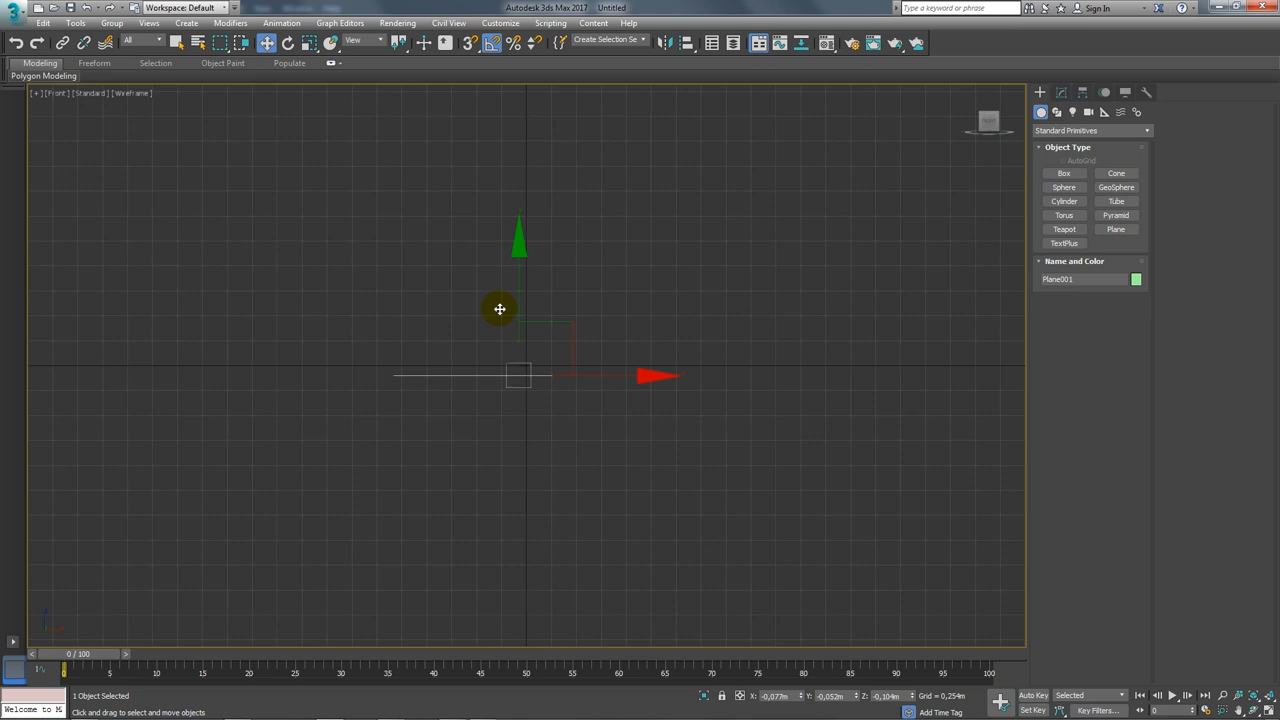 Workspace: Default
Autodesk 3ds Max 2017
Untitled
Type a keyword or phrase
Sign In
Edit Tools Group Views Create Modifiers Animation Graph Editors Rendering Civil View Customize Scripting Content Help
All
View
Create Selection Se
Modeling Freeform Selection Object Paint Populate
Polygon Modeling
[+] [Front] [Standard] [Wireframe]
FRONT
Standard Primitives
Object Type
AutoGrid
Box Cone
Sphere GeoSphere
Cylinder Tube
Torus Pyramid
Teapot Plane
TextPlus
Name and Color
Plane001
0 / 100
0 5 10 15 20 25 30 35 40 45 50 55 60 65 70 75 80 85 90 95 100
1 Object Selected
X: -0,077m Y: -0,052m Z: -0,104m Grid = 0,254m
Auto Key Selected
Welcome to M
Click and drag to select and move objects
Add Time Tag
Set Key Key Filters...
0